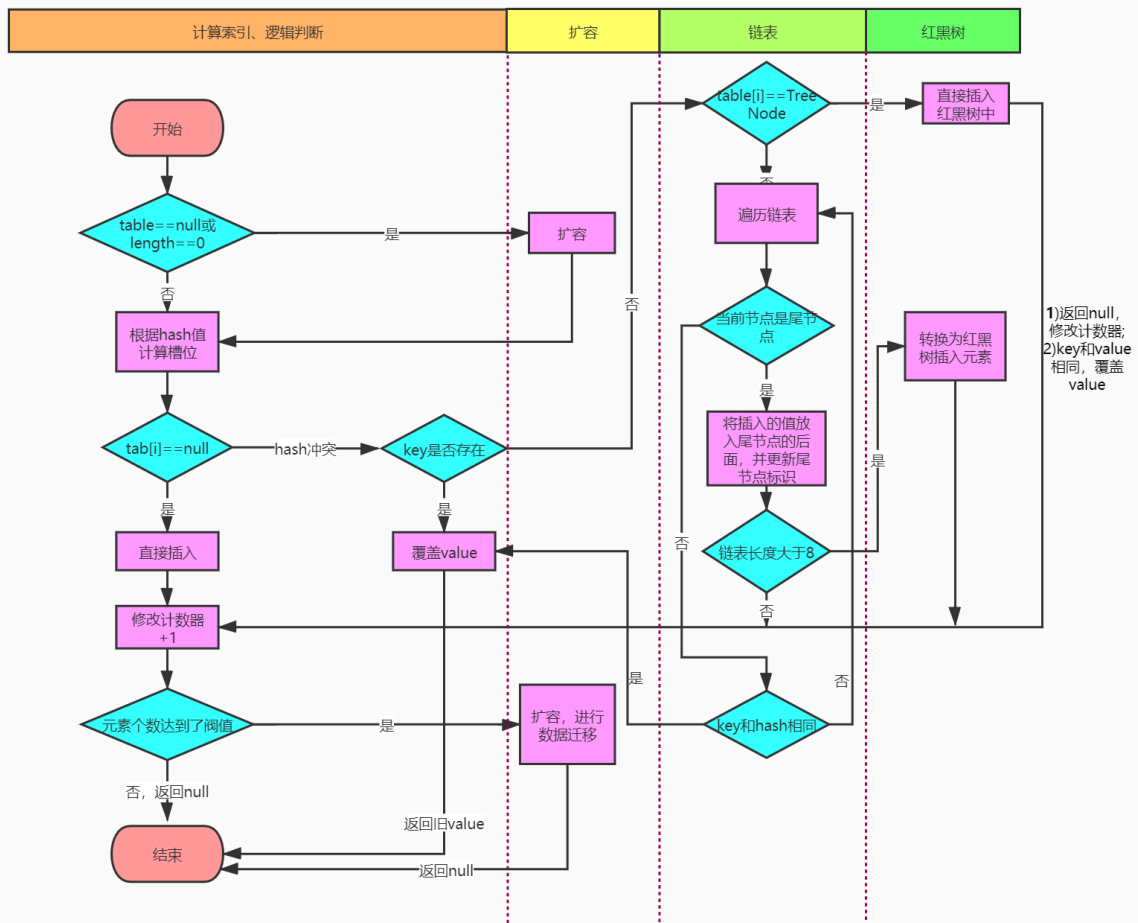 计算索引、逻辑判断
扩容
链表
红黑树
开始
table==null或
length==0
是
扩容
否
根据hash值
计算槽位
tab[i]==null
hash冲突
key是否存在
否
是
直接插入
是
覆盖value
修改计数器
+1
元素个数达到了阀值
是
扩容，进行
数据迁移
否，返回null
返回旧value
结束
返回null
table[i]==Tree
Node
是
直接插入
红黑树中
否
遍历链表
当前节点是尾节
点
是
将插入的值放
入尾节点的后
面，并更新尾
节点标识
链表长度大于8
是
转换为红黑
树插入元素
1)返回null，
修改计数器;
2)key和value
相同，覆盖
value
否
否
key和hash相同
是
否